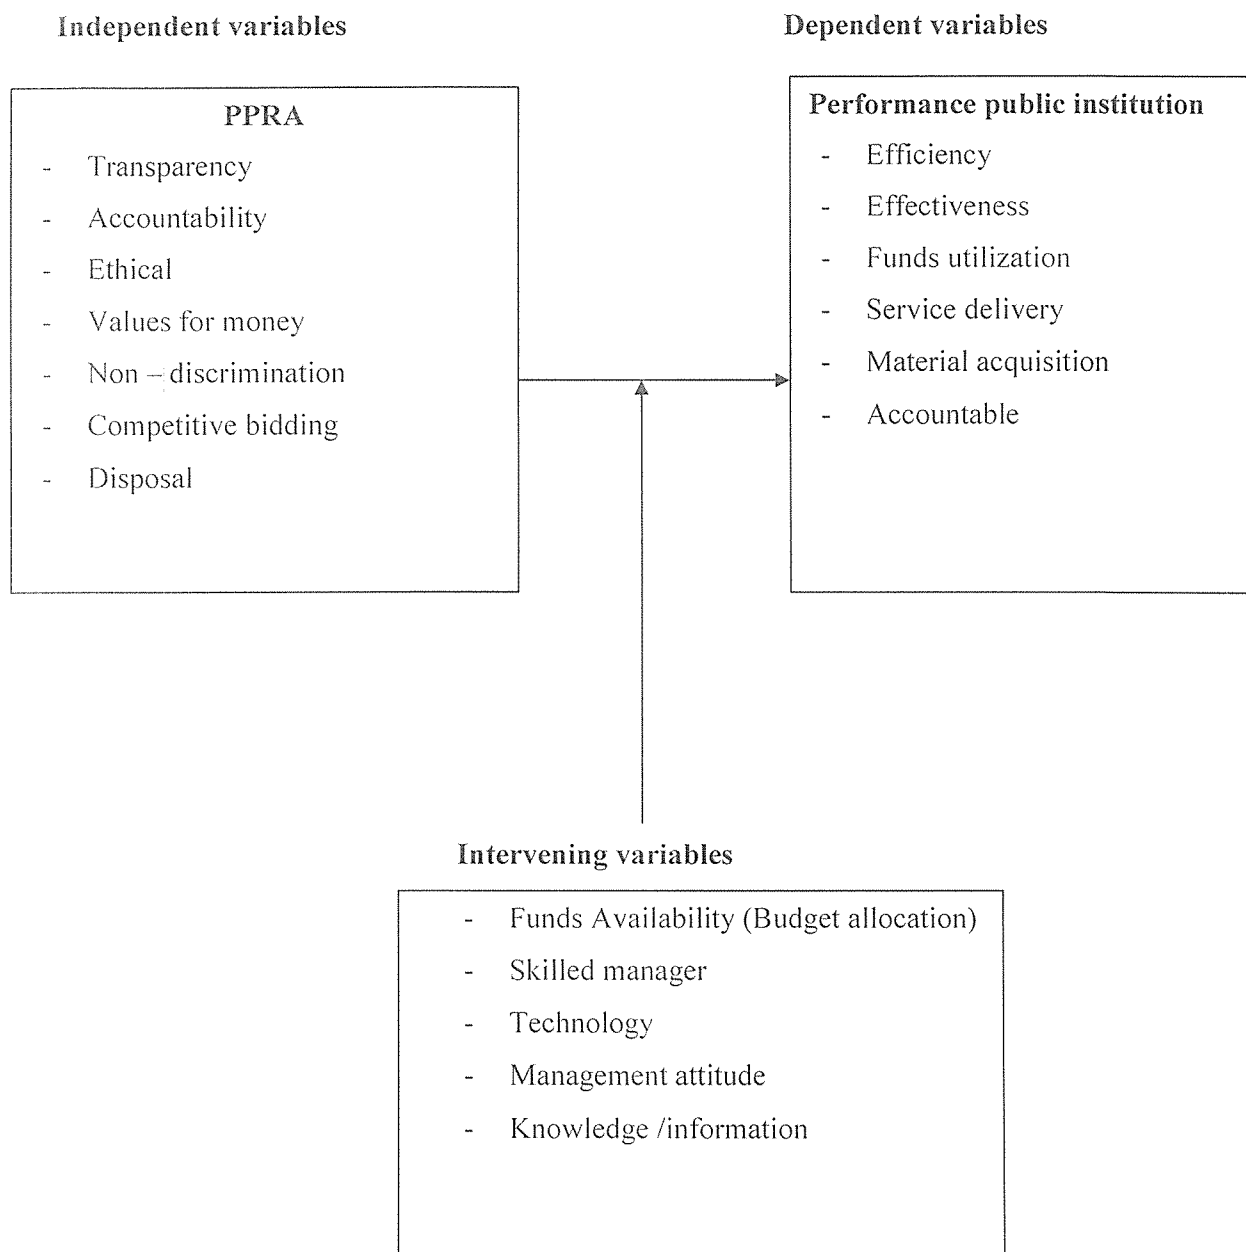 Independent variables
Dependent variables
PPRA
- Transparency
- Accountability
- Ethical
- Values for money
- Non – discrimination
- Competitive bidding
- Disposal
Performance public institution
- Efficiency
- Effectiveness
- Funds utilization
- Service delivery
- Material acquisition
- Accountable
Intervening variables
- Funds Availability (Budget allocation)
- Skilled manager
- Technology
- Management attitude
- Knowledge /information